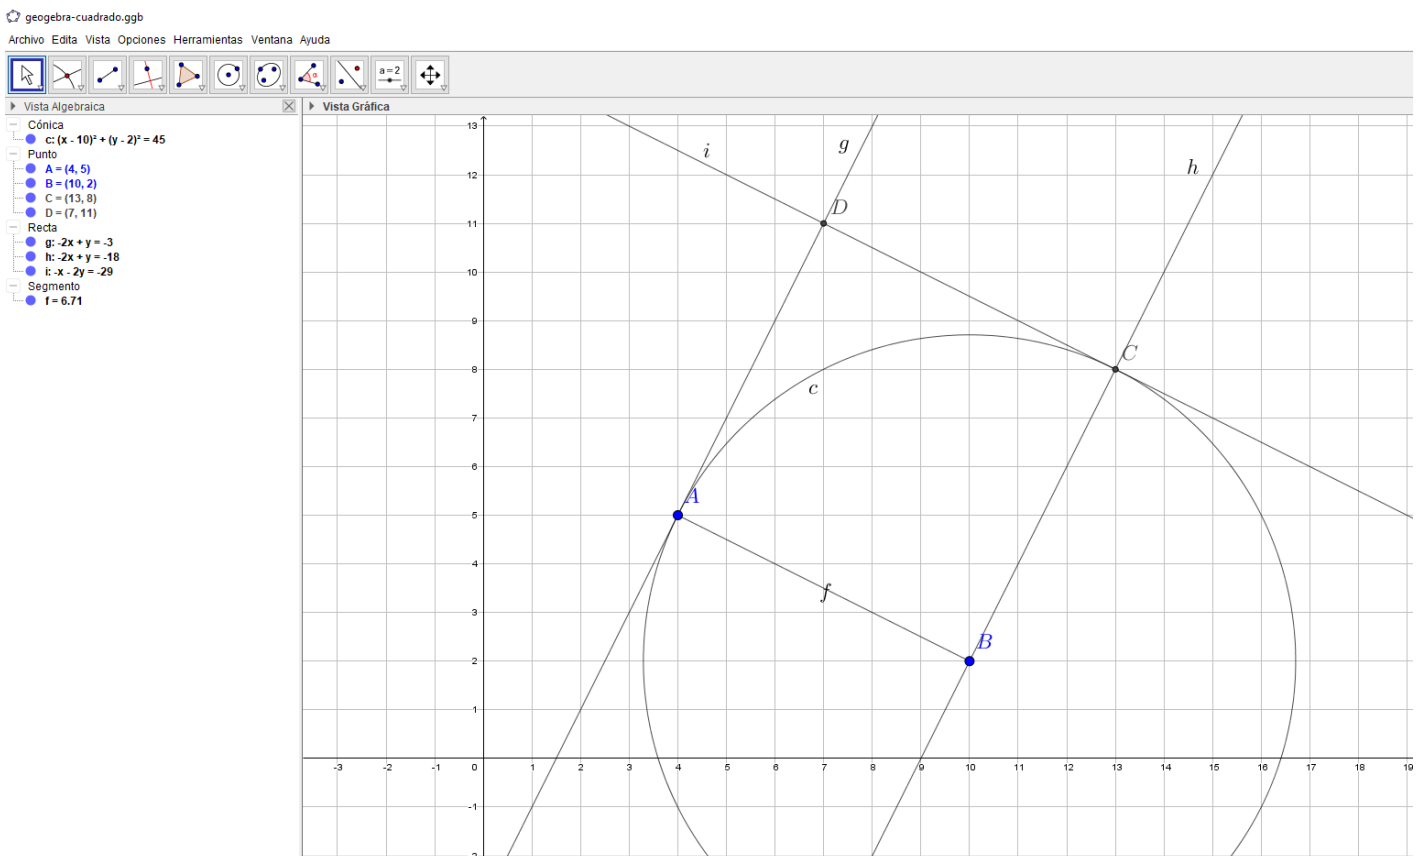 geogebra-cuadrado.ggb
Archivo Edita Vista Opciones Herramientas Ventana Ayuda
α
a=2
Vista Algebraica
Vista Gráfica
Cónica
c: (x - 10)² + (y - 2)² = 45
Punto
A = (4, 5)
B = (10, 2)
C = (13, 8)
D = (7, 11)
Recta
g: -2x + y = -3
h: -2x + y = -18
i: -x - 2y = -29
Segmento
f = 6.71
13
12
11
10
9
8
7
6
5
4
3
2
1
-1
-2
-3 -2 -1 0 1 2 3 4 5 6 7 8 9 10 11 12 13 14 15 16 17 18 19
i
g
h
D
C
c
A
f
B